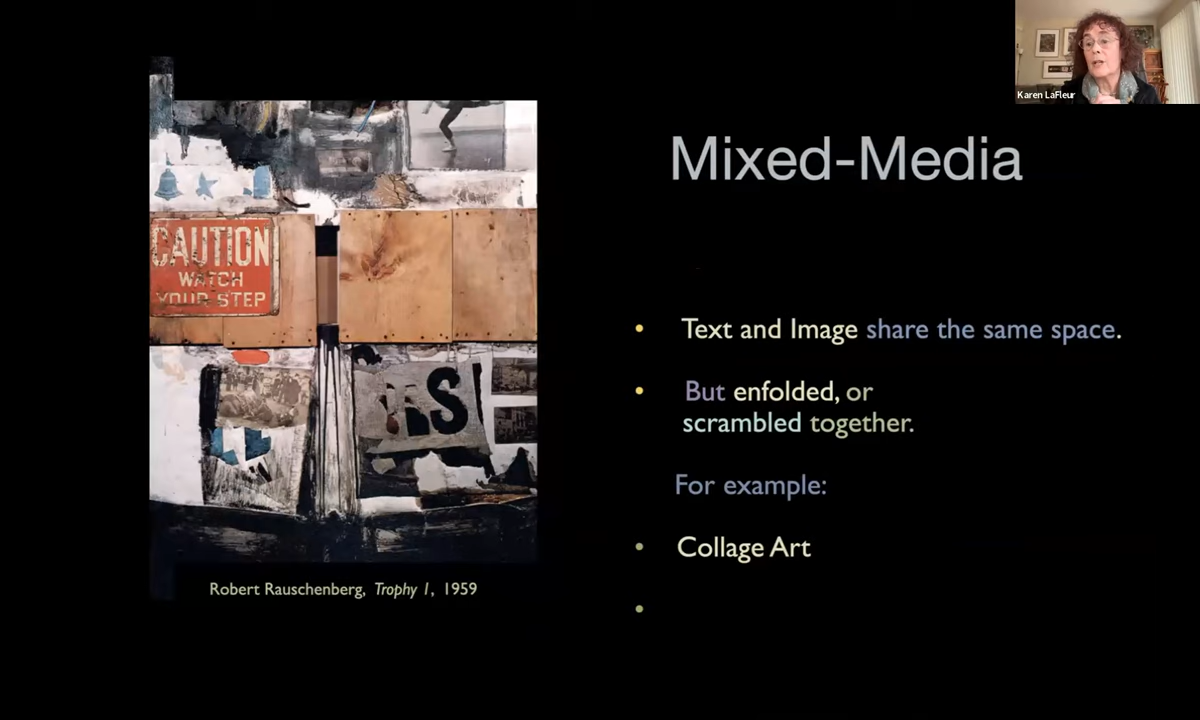 Karen LaFleur
Mixed-Media
CAUTION
WATCH
YOUR STEP
S
• Text and Image share the same space.
• But enfolded, or
scrambled together.
For example:
• Collage Art
•
Robert Rauschenberg, Trophy 1, 1959